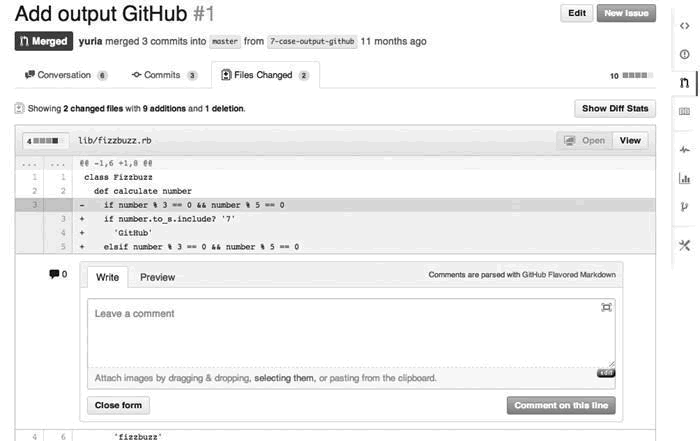 Add output GitHub #1
Edit
New Issue
Merged yuria merged 3 commits into master from 7-case-output-github 11 months ago
Conversation 6
Commits 3
Files Changed 2
10
Showing 2 changed files with 9 additions and 1 deletion.
Show Diff Stats
4 lib/fizzbuzz.rb
Open
View
... ... @@ -1,6 +1,8 @@
1 1 class Fizzbuzz
2 2 def calculate number
3 - if number % 3 == 0 && number % 5 == 0
3 + if number.to_s.include? '7'
4 + 'GitHub'
5 + elsif number % 3 == 0 && number % 5 == 0
0
Write
Preview
Comments are parsed with GitHub Flavored Markdown
Leave a comment
Attach images by dragging & dropping, selecting them, or pasting from the clipboard.
edit
Close form
Comment on this line
4 6 'fizzbuzz'